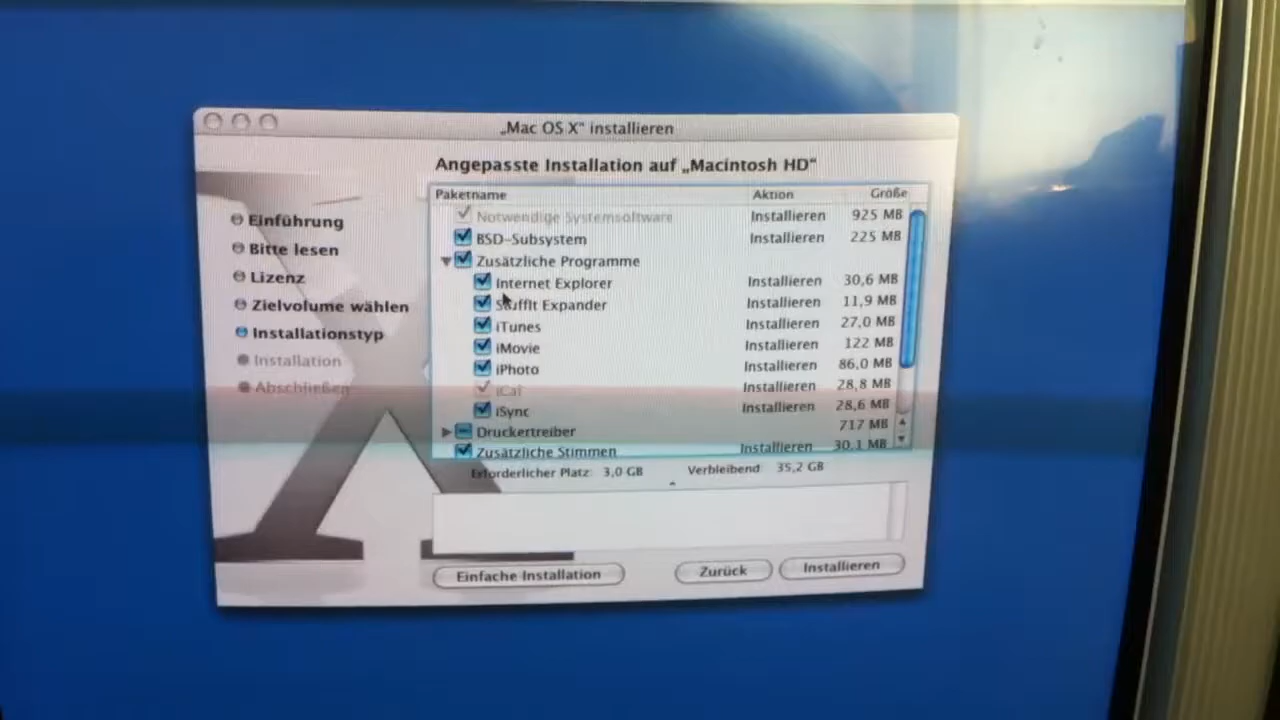 „Mac OS X“ installieren
Angepasste Installation auf „Macintosh HD“
Einführung
Bitte lesen
Lizenz
Zielvolume wählen
Installationstyp
Installation
Abschließen
Paketname Aktion Größe
Notwendige Systemsoftware Installieren 925 MB
BSD-Subsystem Installieren 225 MB
Zusätzliche Programme
Internet Explorer Installieren 30,6 MB
StuffIt Expander Installieren 11,9 MB
iTunes Installieren 27,0 MB
iMovie Installieren 122 MB
iPhoto Installieren 86,0 MB
iCal Installieren 28,8 MB
iSync Installieren 28,6 MB
Druckertreiber 717 MB
Zusätzliche Stimmen Installieren 30,1 MB
Erforderlicher Platz: 3,0 GB Verbleibend: 35,2 GB
Einfache Installation Zurück Installieren